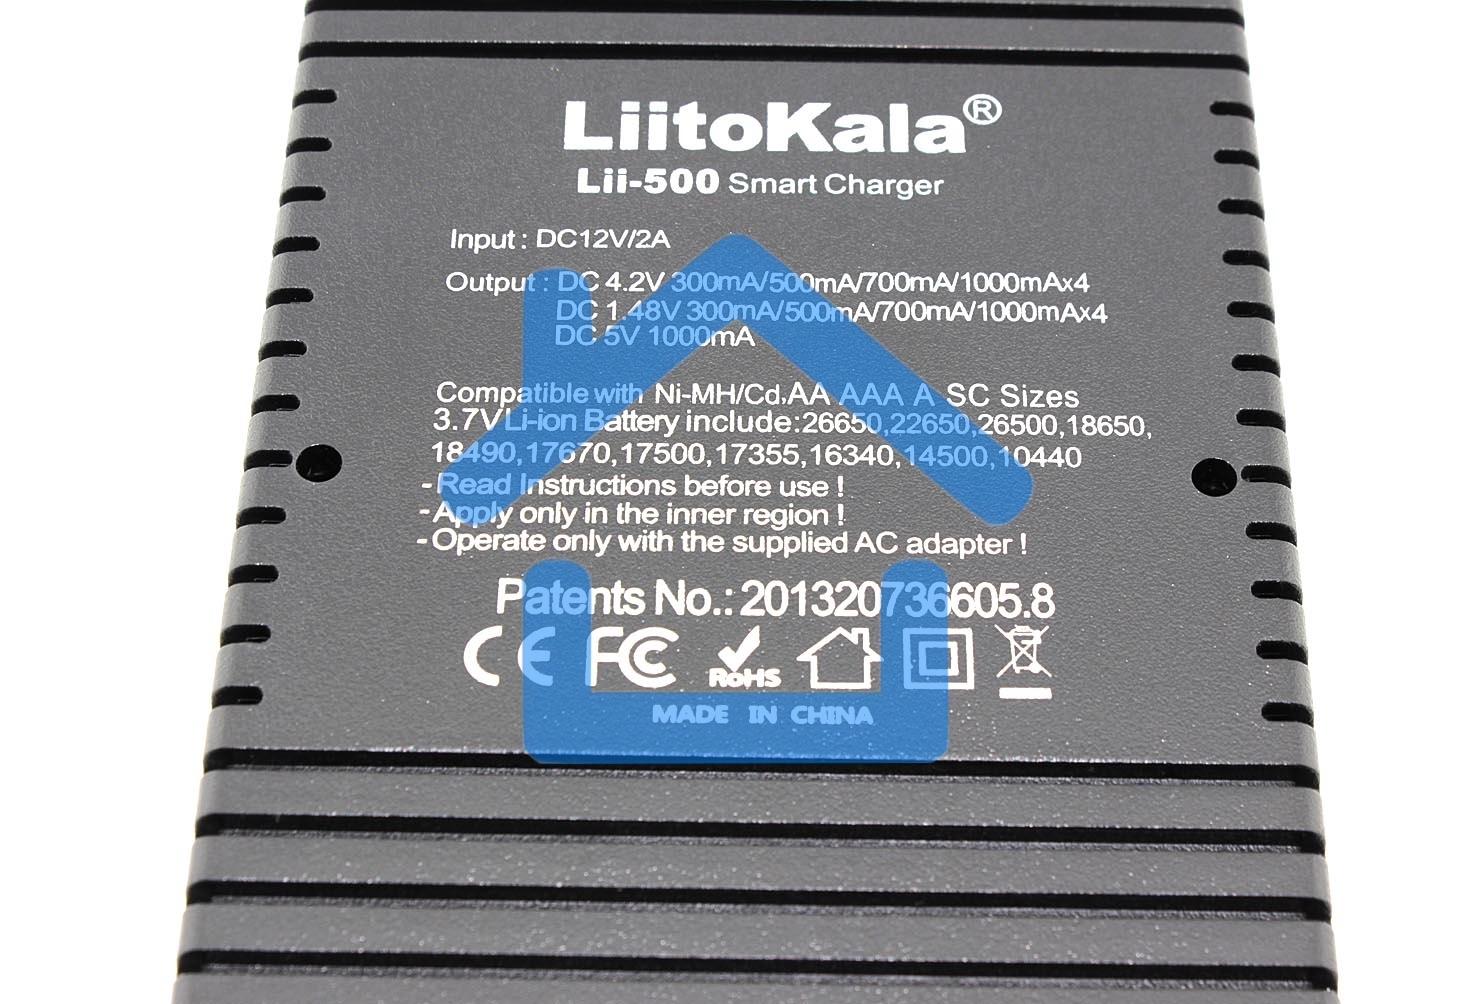 LiitoKala®
Lii-500 Smart Charger
Input : DC12V/2A
Output : DC 4.2V 300mA/500mA/700mA/1000mAx4
DC 1.48V 300mA/500mA/700mA/1000mAx4
DC 5V 1000mA
Compatible with Ni-MH/Cd,AA AAA A SC Sizes
3.7V Li-ion Battery include:26650,22650,26500,18650,
18490,17670,17500,17355,16340,14500,10440
-Read Instructions before use !
-Apply only in the inner region !
-Operate only with the supplied AC adapter !
Patents No.: 201320736605.8
CE FC RoHS
MADE IN CHINA